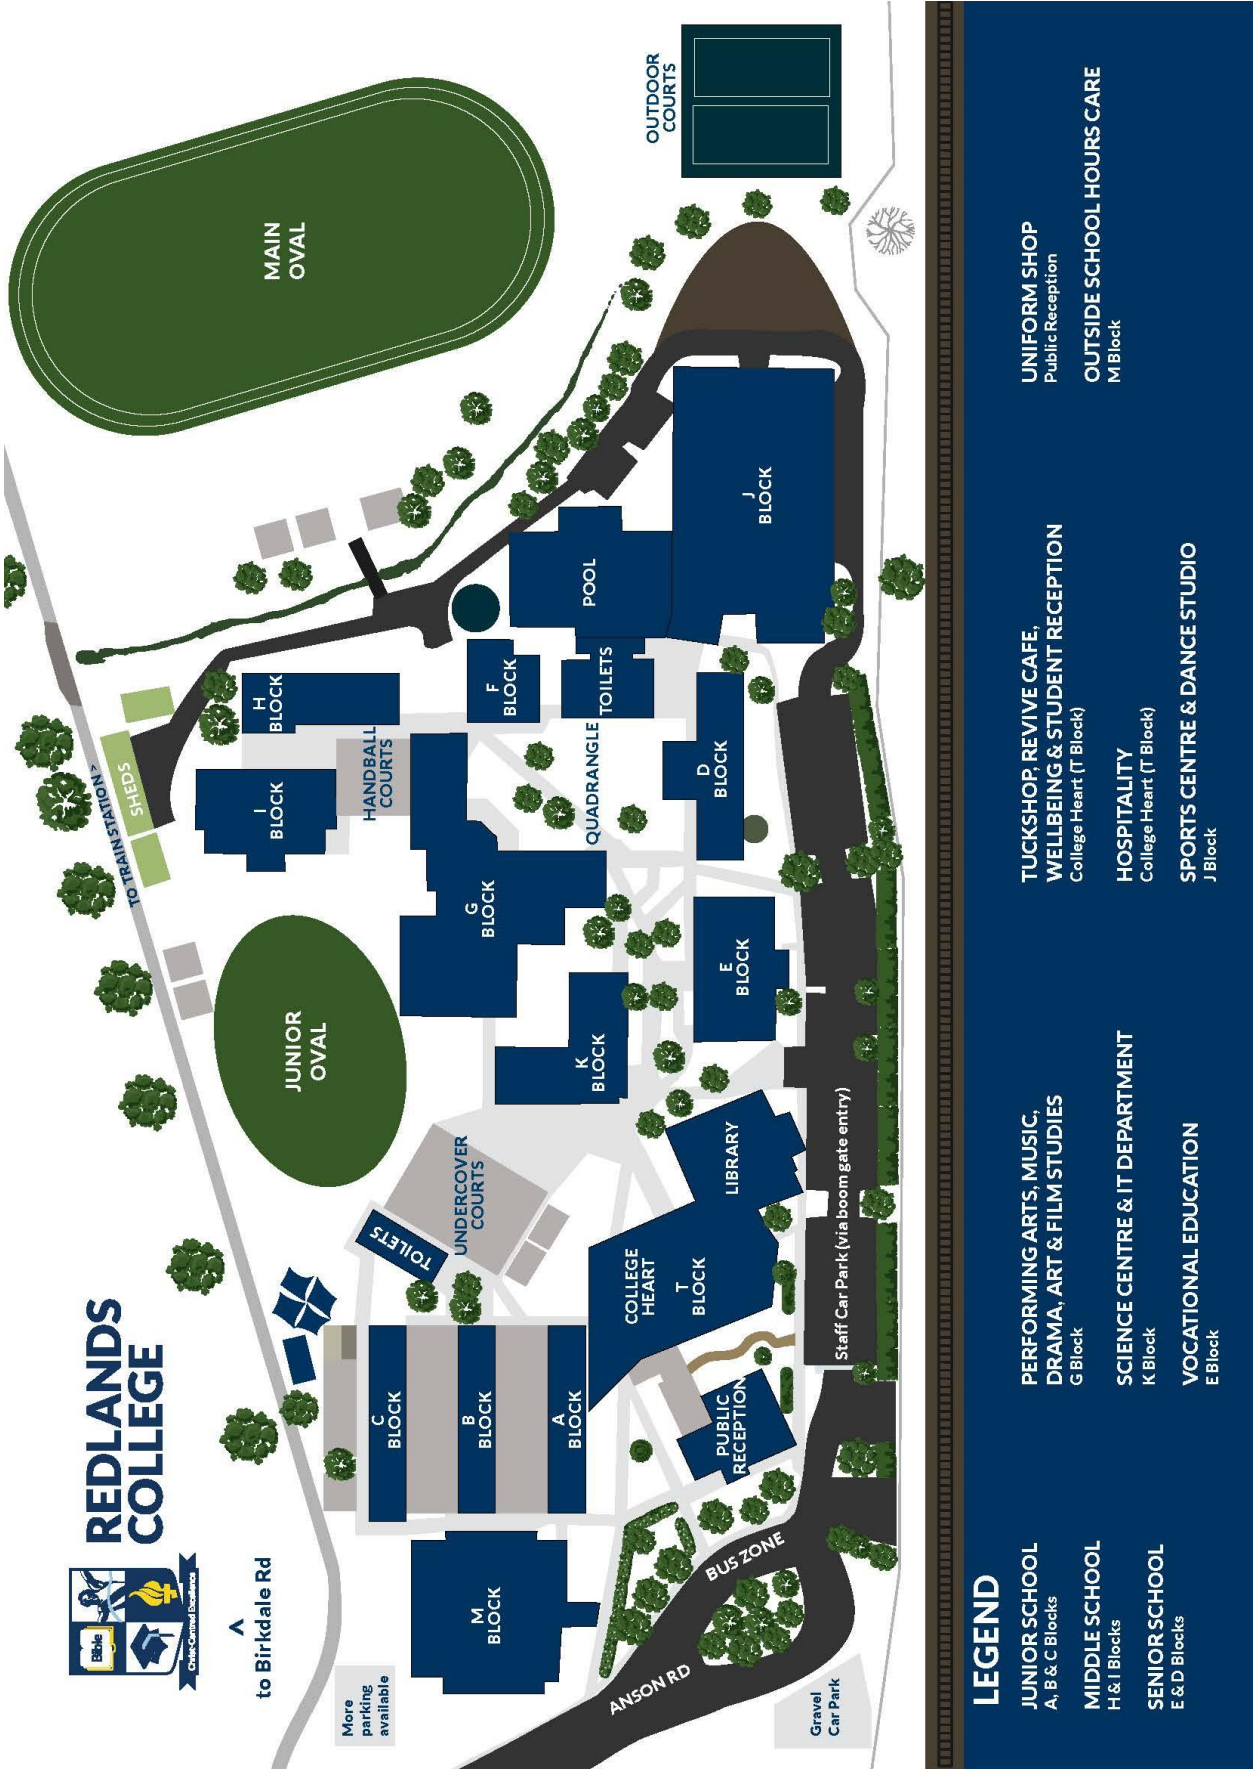 REDLANDS
COLLEGE
Bible
Christ-Centred Excellence
<
to Birkdale Rd
TO TRAIN STATION >
SHEDS
MAIN
OVAL
OUTDOOR
COURTS
JUNIOR
OVAL
I
BLOCK
H
BLOCK
HANDBALL
COURTS
More
parking
available
M
BLOCK
C
BLOCK
B
BLOCK
A
BLOCK
TOILETS
UNDERCOVER
COURTS
K
BLOCK
G
BLOCK
F
BLOCK
QUADRANGLE
TOILETS
POOL
J
BLOCK
COLLEGE
HEART
T
BLOCK
LIBRARY
E
BLOCK
D
BLOCK
PUBLIC
RECEPTION
ANSON RD
BUS ZONE
Gravel
Car Park
Staff Car Park (via boom gate entry)
LEGEND
JUNIOR SCHOOL
A, B & C Blocks
MIDDLE SCHOOL
H & I Blocks
SENIOR SCHOOL
E & D Blocks
PERFORMING ARTS, MUSIC,
DRAMA, ART & FILM STUDIES
G Block
SCIENCE CENTRE & IT DEPARTMENT
K Block
VOCATIONAL EDUCATION
E Block
TUCKSHOP, REVIVE CAFE,
WELLBEING & STUDENT RECEPTION
College Heart (T Block)
HOSPITALITY
College Heart (T Block)
SPORTS CENTRE & DANCE STUDIO
J Block
UNIFORM SHOP
Public Reception
OUTSIDE SCHOOL HOURS CARE
M Block